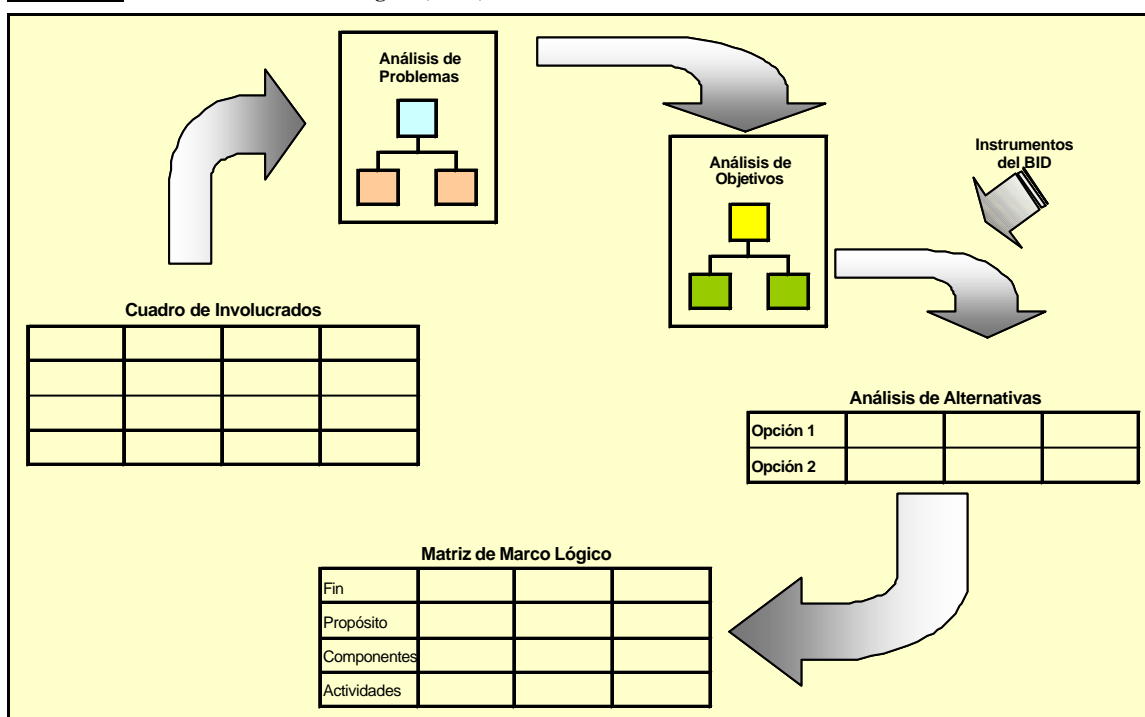 Análisis de
Problemas
Análisis de
Objetivos
Instrumentos
del BID
Cuadro de Involucrados
Análisis de Alternativas
Opción 1
Opción 2
Matriz de Marco Lógico
Fin
Propósito
Componentes
Actividades